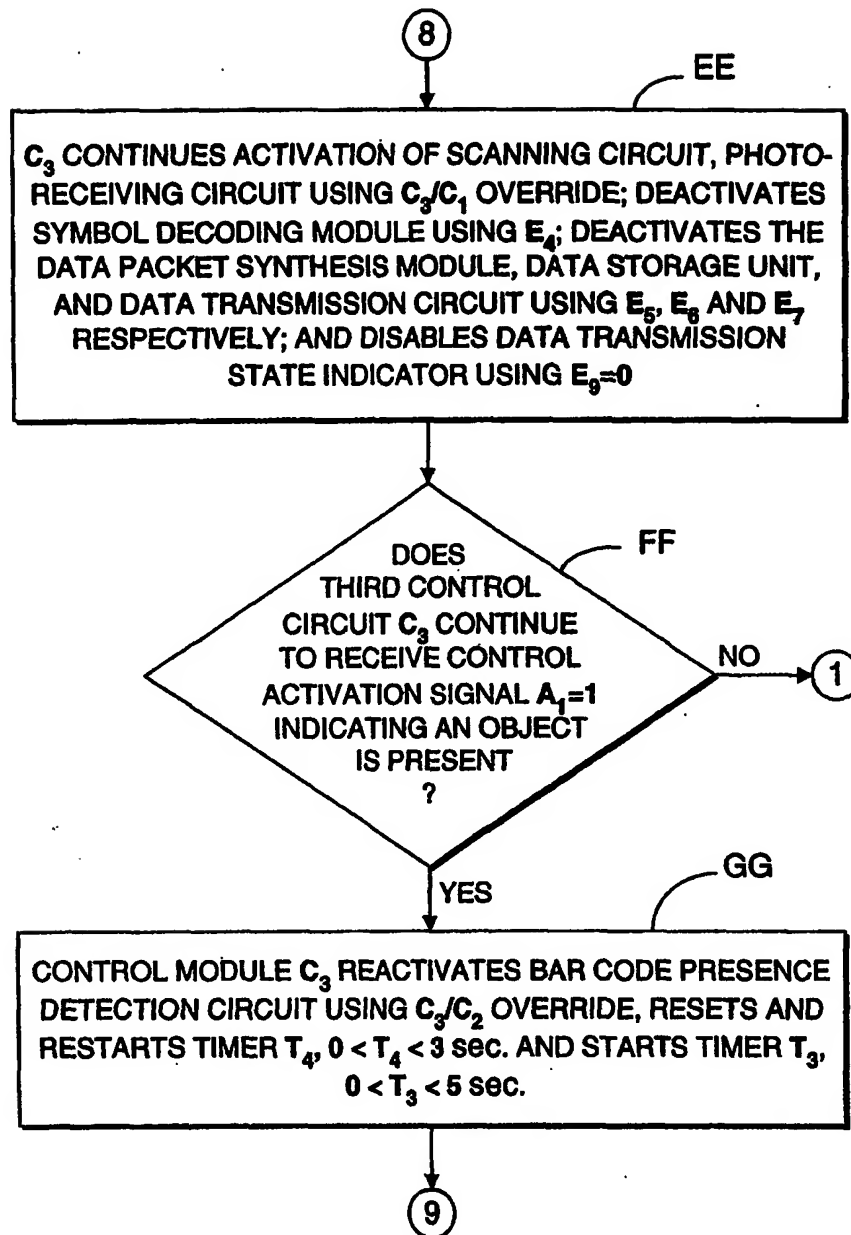 8
EE
C₃ CONTINUES ACTIVATION OF SCANNING CIRCUIT, PHOTO-
RECEIVING CIRCUIT USING C₃/C₁ OVERRIDE; DEACTIVATES
SYMBOL DECODING MODULE USING E₄; DEACTIVATES THE
DATA PACKET SYNTHESIS MODULE, DATA STORAGE UNIT,
AND DATA TRANSMISSION CIRCUIT USING E₅, E₆ AND E₇
RESPECTIVELY; AND DISABLES DATA TRANSMISSION
STATE INDICATOR USING E₉=0
FF
DOES
THIRD CONTROL
CIRCUIT C₃ CONTINUE
TO RECEIVE CONTROL
ACTIVATION SIGNAL A₁=1
INDICATING AN OBJECT
IS PRESENT
?
NO
1
YES
GG
CONTROL MODULE C₃ REACTIVATES BAR CODE PRESENCE
DETECTION CIRCUIT USING C₃/C₂ OVERRIDE, RESETS AND
RESTARTS TIMER T₄, 0 < T₄ < 3 sec. AND STARTS TIMER T₃,
0 < T₃ < 5 sec.
9